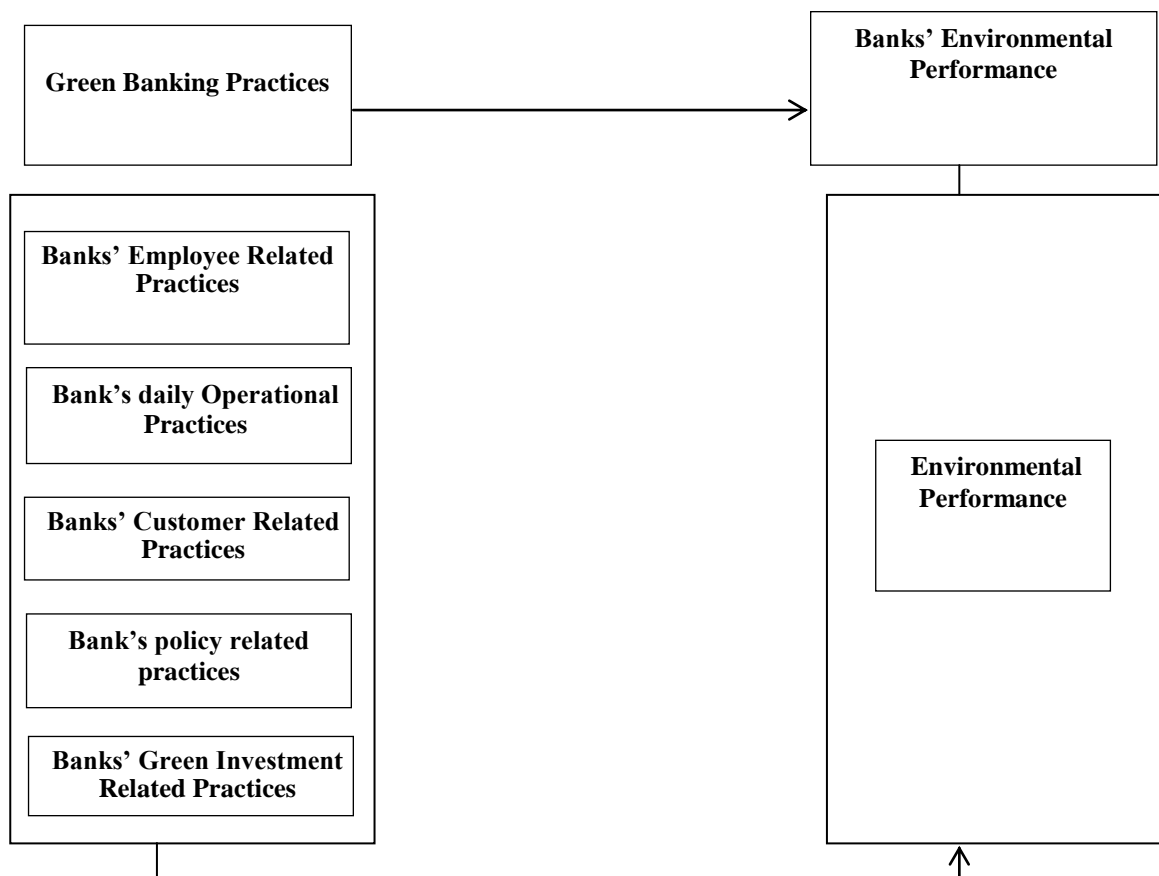 Green Banking Practices
Banks’ Environmental
Performance
Banks’ Employee Related
Practices
Bank’s daily Operational
Practices
Banks’ Customer Related
Practices
Bank’s policy related
practices
Banks’ Green Investment
Related Practices
Environmental
Performance